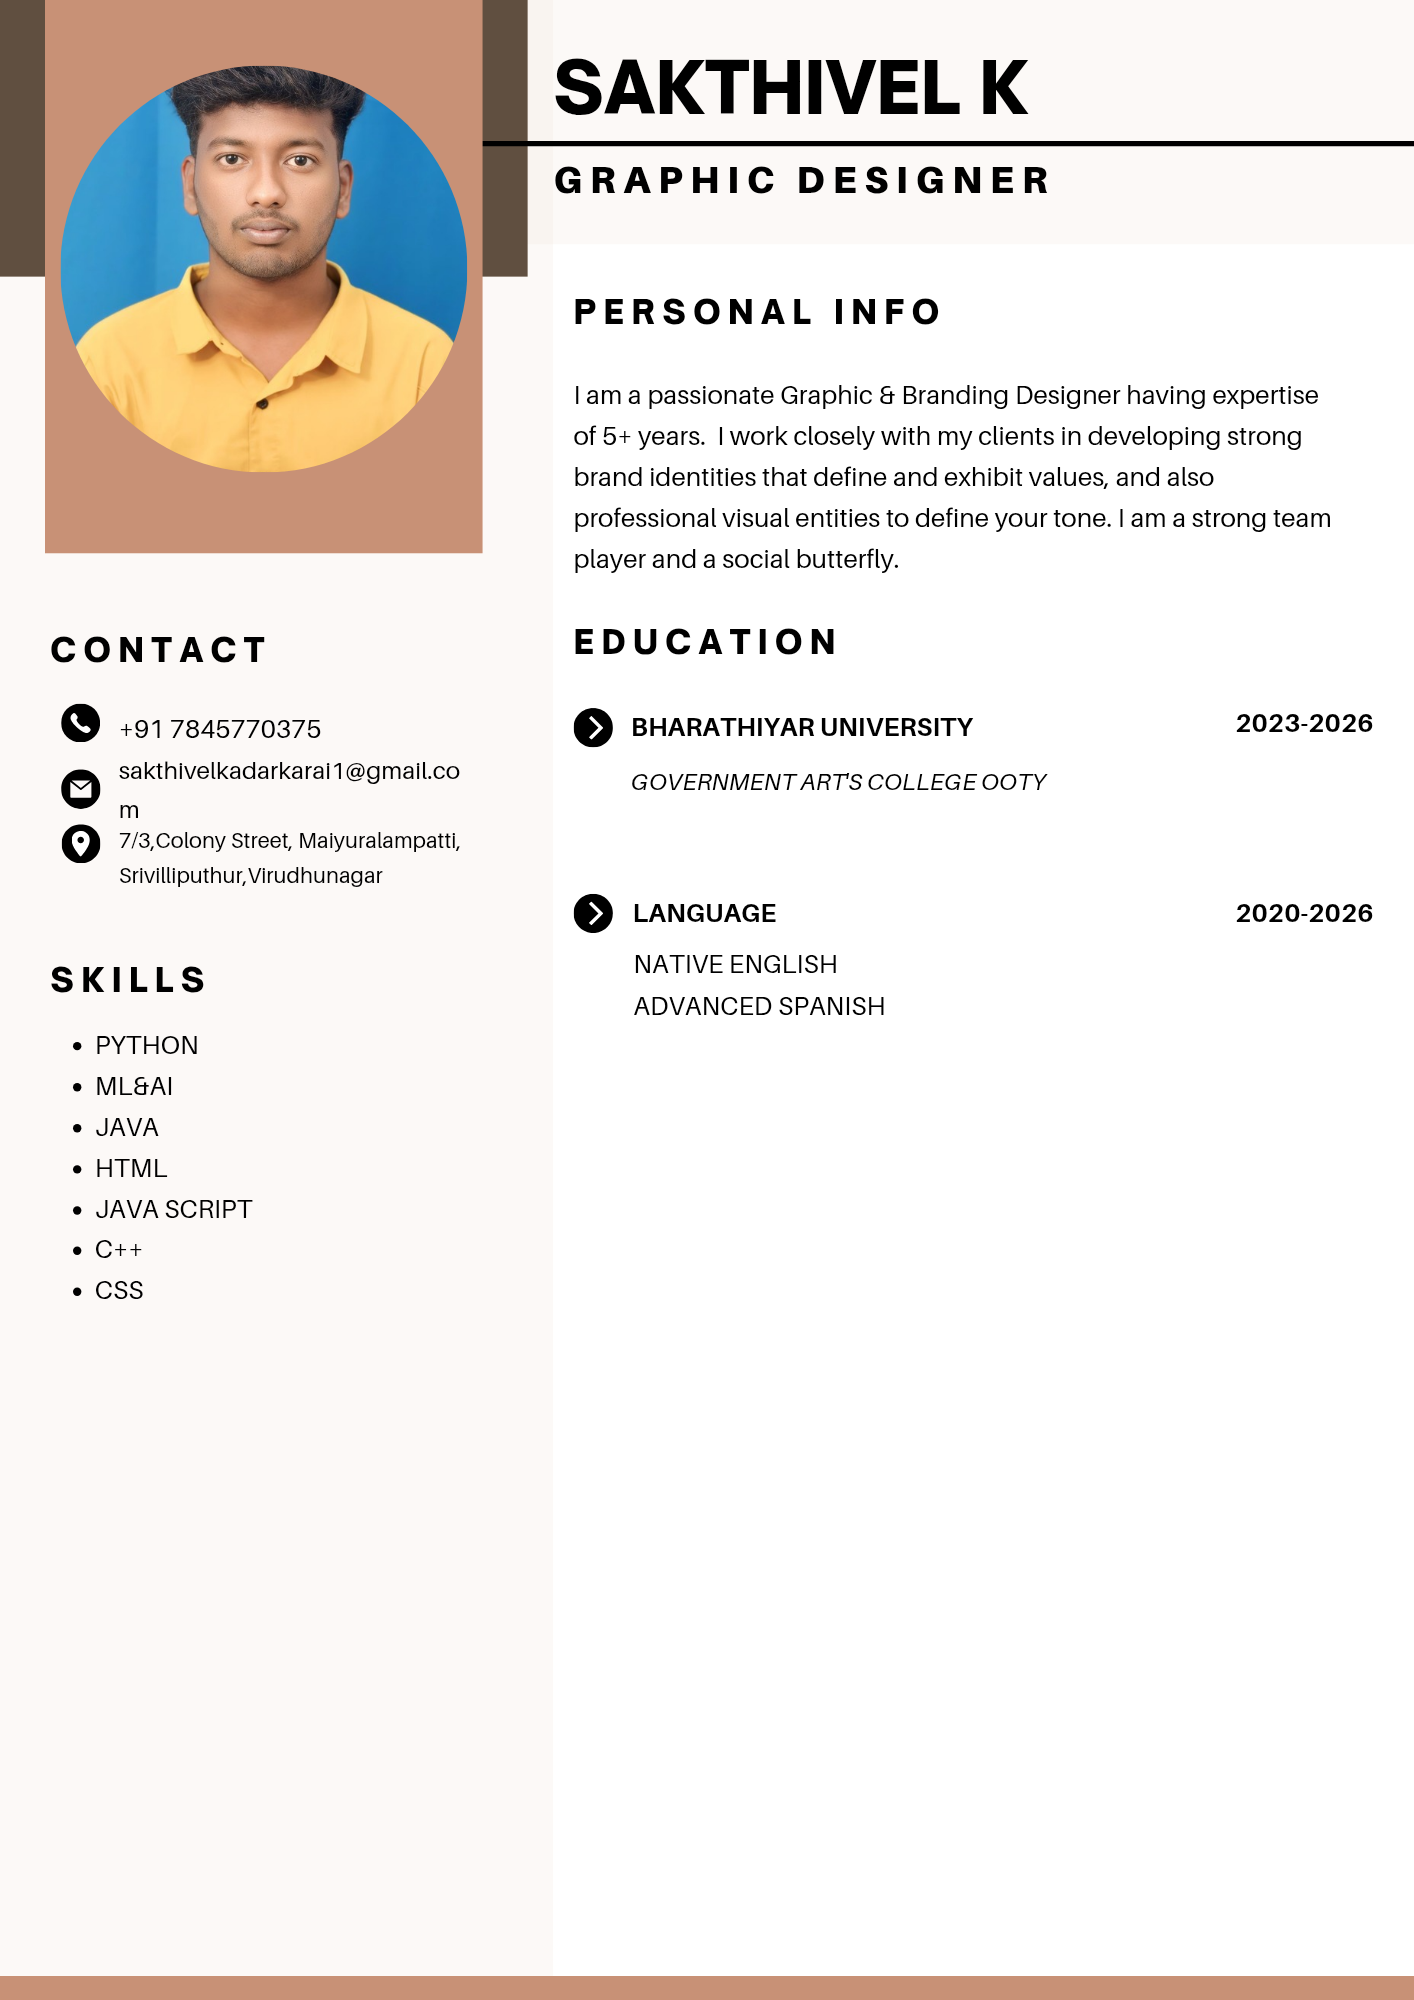 SAKTHIVEL K
GRAPHIC DESIGNER
PERSONAL INFO
I am a passionate Graphic & Branding Designer having expertise
of 5+ years.  I work closely with my clients in developing strong
brand identities that define and exhibit values, and also
professional visual entities to define your tone. I am a strong team
player and a social butterfly.
EDUCATION
BHARATHIYAR UNIVERSITY 2023-2026
GOVERNMENT ART'S COLLEGE OOTY
LANGUAGE 2020-2026
NATIVE ENGLISH
ADVANCED SPANISH
CONTACT
+91 7845770375
sakthivelkadarkarai1@gmail.co
m
7/3,Colony Street, Maiyuralampatti,
Srivilliputhur,Virudhunagar
SKILLS
• PYTHON
• ML&AI
• JAVA
• HTML
• JAVA SCRIPT
• C++
• CSS